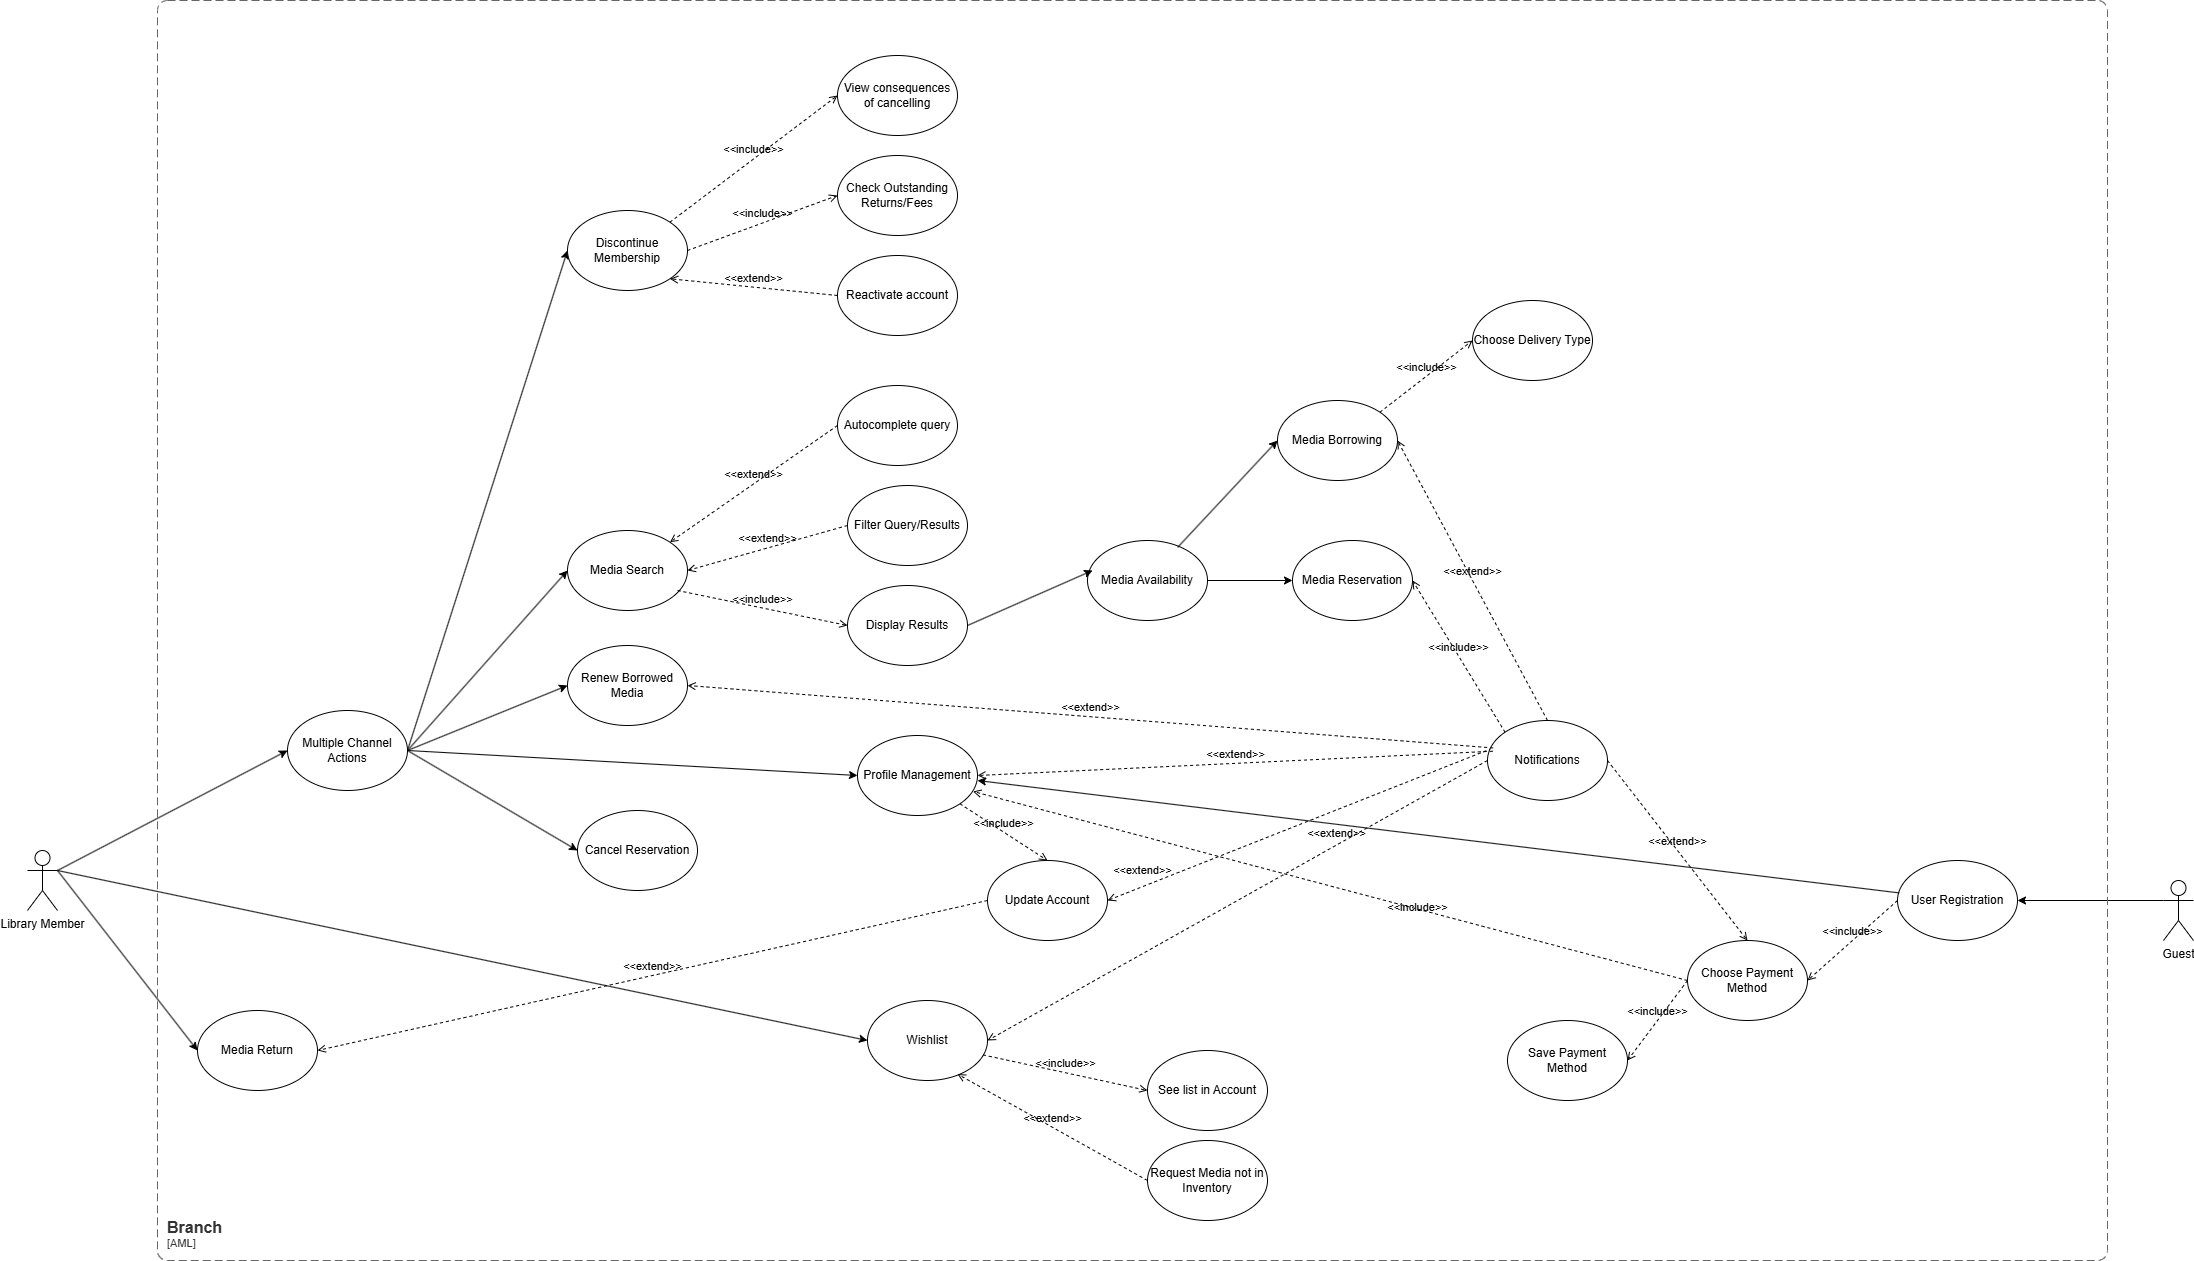 View consequences
of cancelling
<<include>>
Check Outstanding
Returns/Fees
<<include>>
Discontinue
Membership
<<extend>>
Reactivate account
Choose Delivery Type
<<include>>
Autocomplete query
Media Borrowing
<<extend>>
Filter Query/Results
<<extend>>
Media Search
<<extend>>
Media Availability
Media Reservation
<<include>>
Display Results
<<include>>
Renew Borrowed
Media
<<extend>>
Multiple Channel
Actions
<<extend>>
Notifications
Profile Management
<<include>>
<<extend>>
<<extend>>
Cancel Reservation
<<extend>>
Update Account
<<include>>
User Registration
Library Member
<<include>>
Guest
<<extend>>
Choose Payment
Method
<<include>>
Wishlist
Media Return
Save Payment
Method
<<include>>
See list in Account
<<extend>>
Request Media not in
Inventory
Branch
[AML]